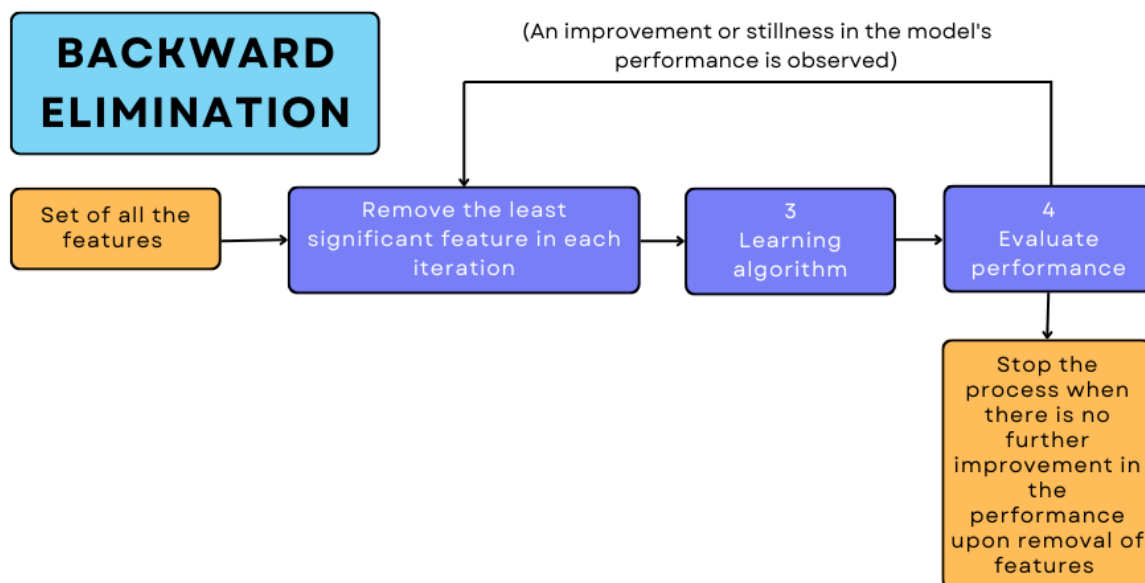 BACKWARD
ELIMINATION
(An improvement or stillness in the model's
performance is observed)
Set of all the
features
Remove the least
significant feature in each
iteration
3
Learning
algorithm
4
Evaluate
performance
Stop the
process when
there is no
further
improvement in
the
performance
upon removal of
features